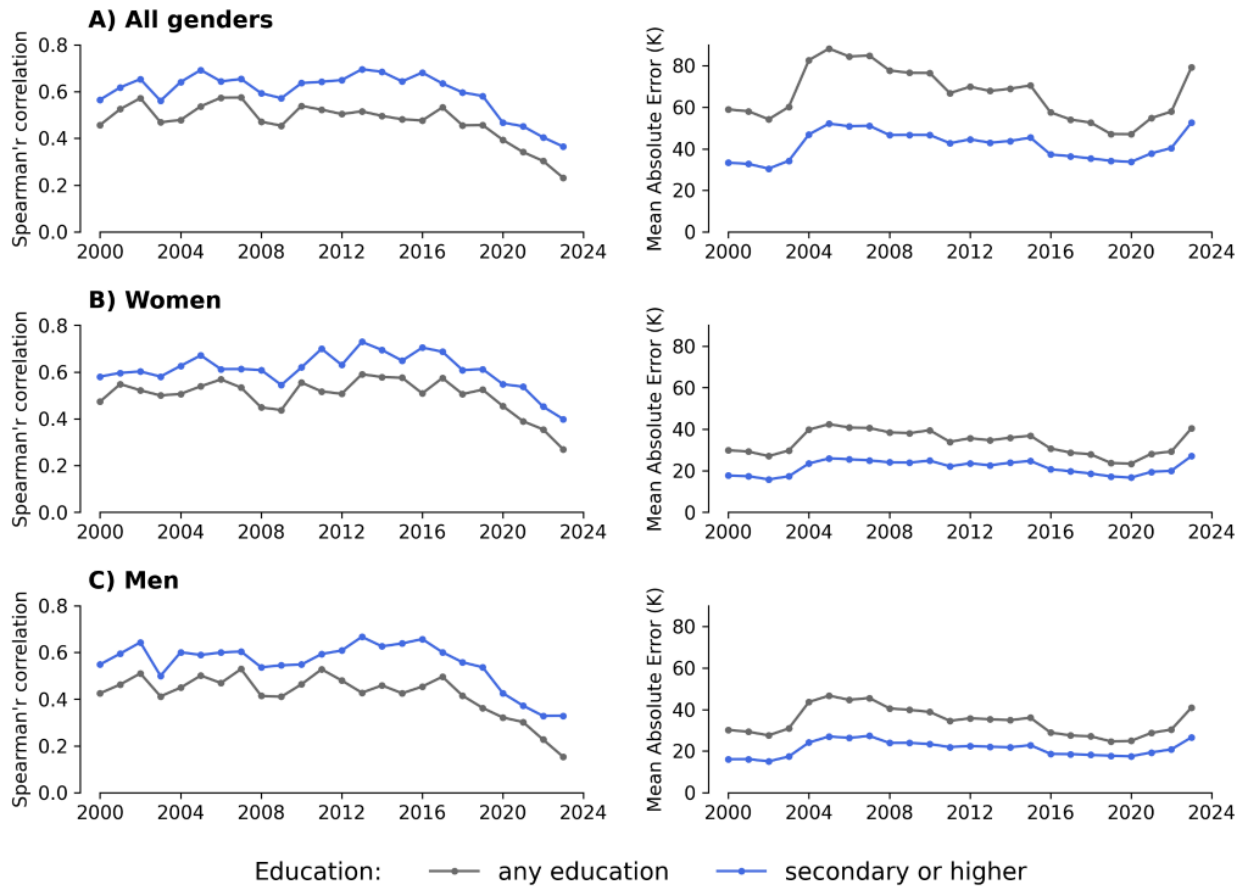 A) All genders
Spearman'r correlation
0.8
0.6
0.4
0.2
0.0
2000 2004 2008 2012 2016 2020 2024
Mean Absolute Error (K)
80
60
40
20
0
2000 2004 2008 2012 2016 2020 2024
B) Women
Spearman'r correlation
0.8
0.6
0.4
0.2
0.0
2000 2004 2008 2012 2016 2020 2024
Mean Absolute Error (K)
80
60
40
20
0
2000 2004 2008 2012 2016 2020 2024
C) Men
Spearman'r correlation
0.8
0.6
0.4
0.2
0.0
2000 2004 2008 2012 2016 2020 2024
Mean Absolute Error (K)
80
60
40
20
0
2000 2004 2008 2012 2016 2020 2024
Education: any education secondary or higher